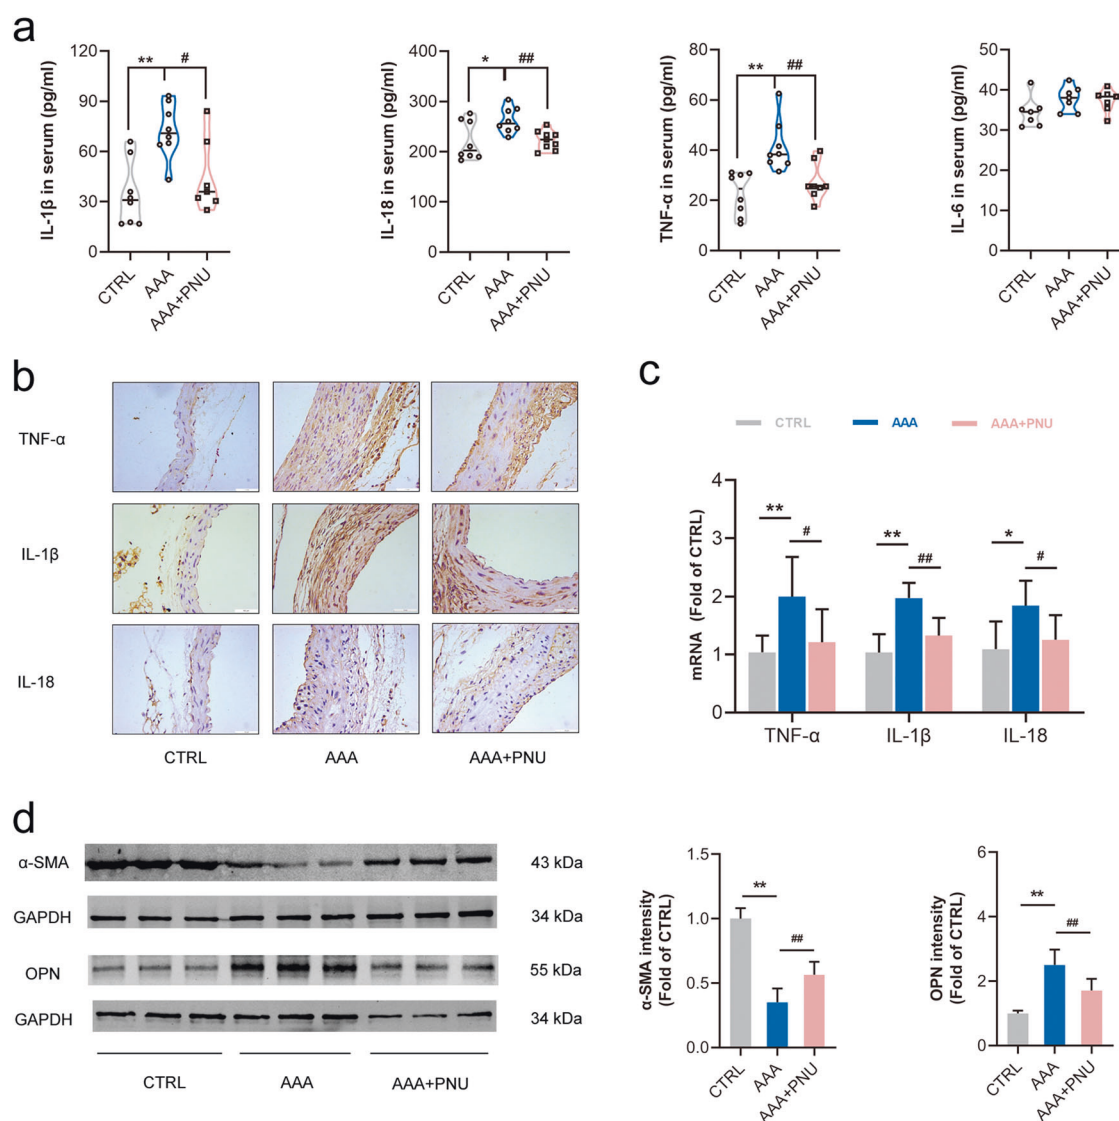 a
IL-1β in serum (pg/ml)
120
90
60
30
0
** #
CTRL
AAA
AAA+PNU
IL-18 in serum (pg/ml)
400
300
200
100
0
* ##
CTRL
AAA
AAA+PNU
TNF-α in serum (pg/ml)
80
60
40
20
0
** ##
CTRL
AAA
AAA+PNU
IL-6 in serum (pg/ml)
50
40
30
20
10
0
CTRL
AAA
AAA+PNU
b
TNF-α
IL-1β
IL-18
CTRL AAA AAA+PNU
c
CTRL AAA AAA+PNU
mRNA (Fold of CTRL)
4
3
2
1
0
** #
** ##
* #
TNF-α IL-1β IL-18
d
α-SMA 43 kDa
GAPDH 34 kDa
OPN 55 kDa
GAPDH 34 kDa
CTRL AAA AAA+PNU
α-SMA intensity
(Fold of CTRL)
1.5
1.0
0.5
0.0
**
##
CTRL
AAA
AAA+PNU
OPN intensity
(Fold of CTRL)
6
4
2
0
**
##
CTRL
AAA
AAA+PNU